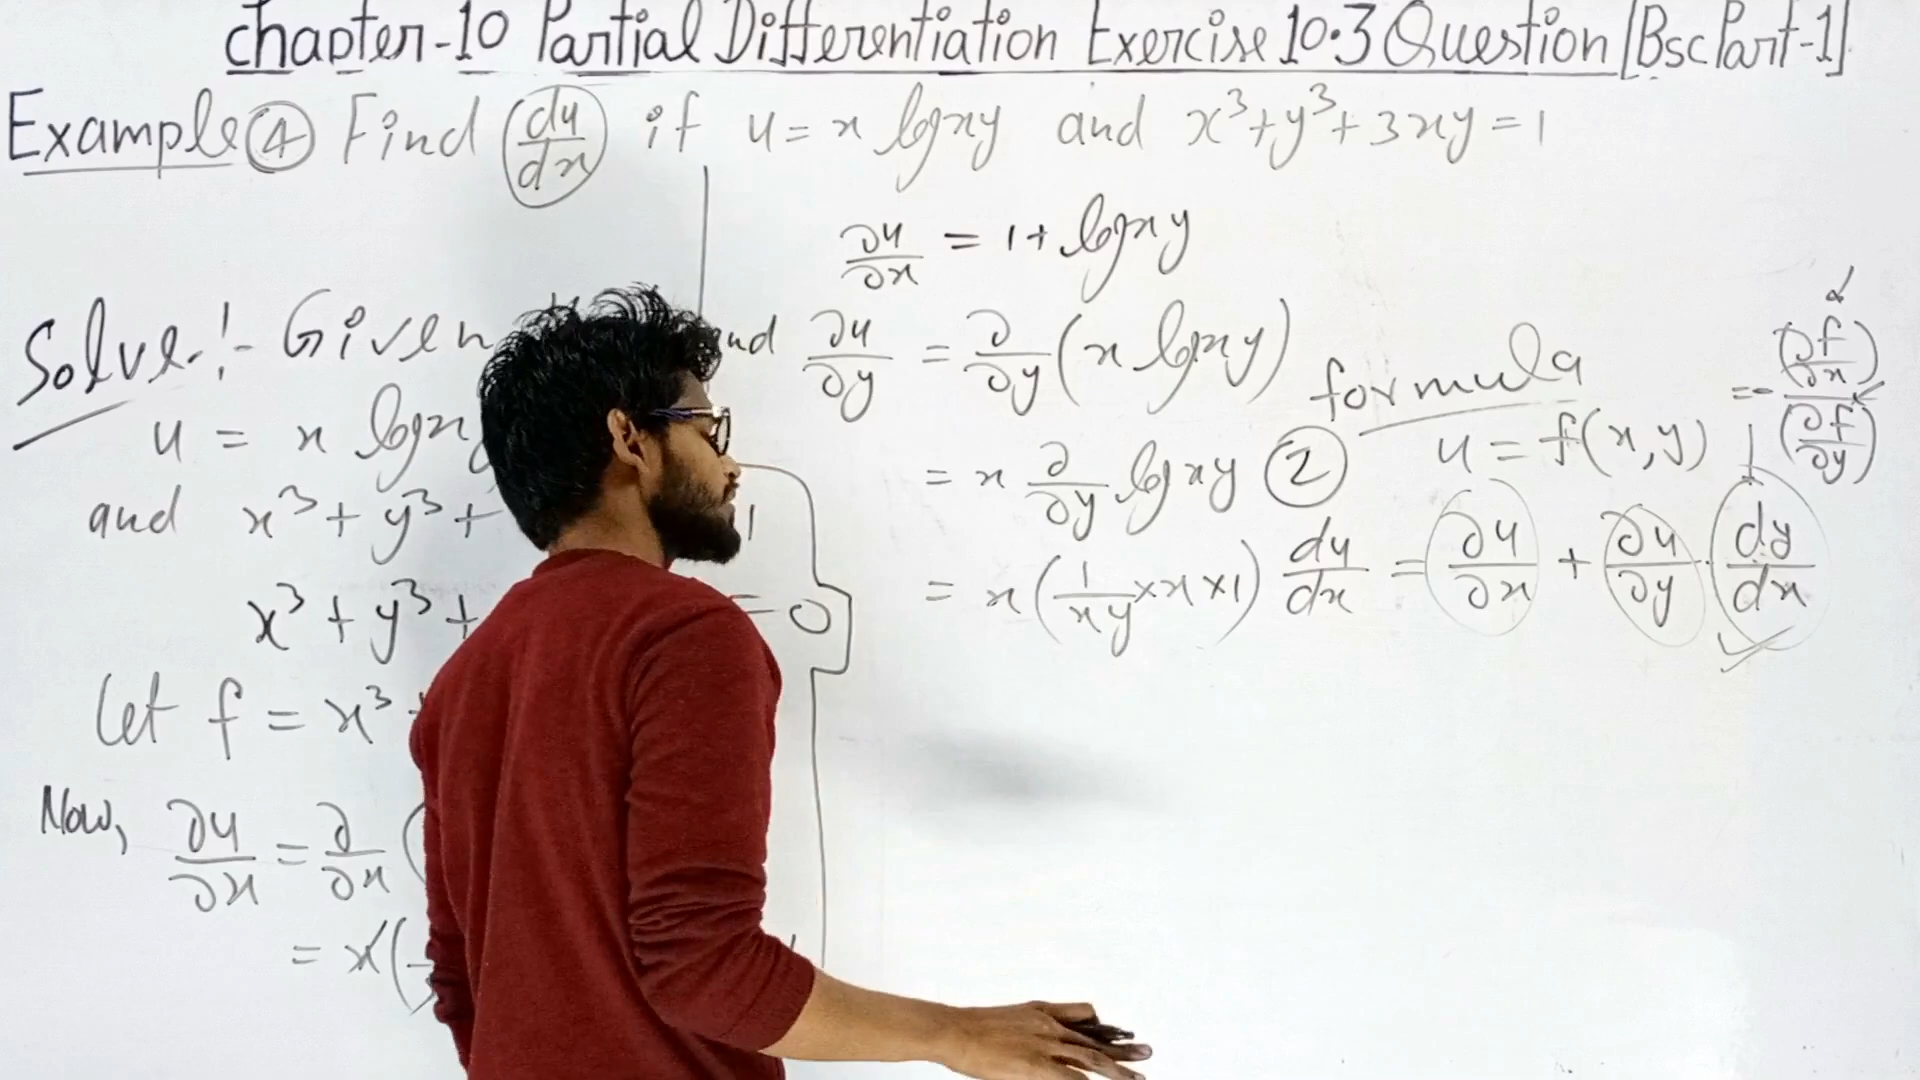 Chapter-10 Partial Differentiation Exercise 10.3 Question [Bsc Part-1]
Example ④ Find (du/dx) if u = x log xy and x³+y³+3xy = 1
Solve:- Given
u = x log x
and x³ + y³ + 1
x³ + y³ + = 0
Let f = x³
Now, ∂u/∂x = ∂/∂x (
= x(
∂u/∂x = 1 + log xy
and ∂u/∂y = ∂/∂y (x log xy)
= x ∂/∂y log xy
= x (1/xy × x × 1)
②
formula
u = f(x,y)
du/dx = ∂u/∂x + ∂u/∂y · dy/dx
= - (∂f/∂x) / (∂f/∂y)